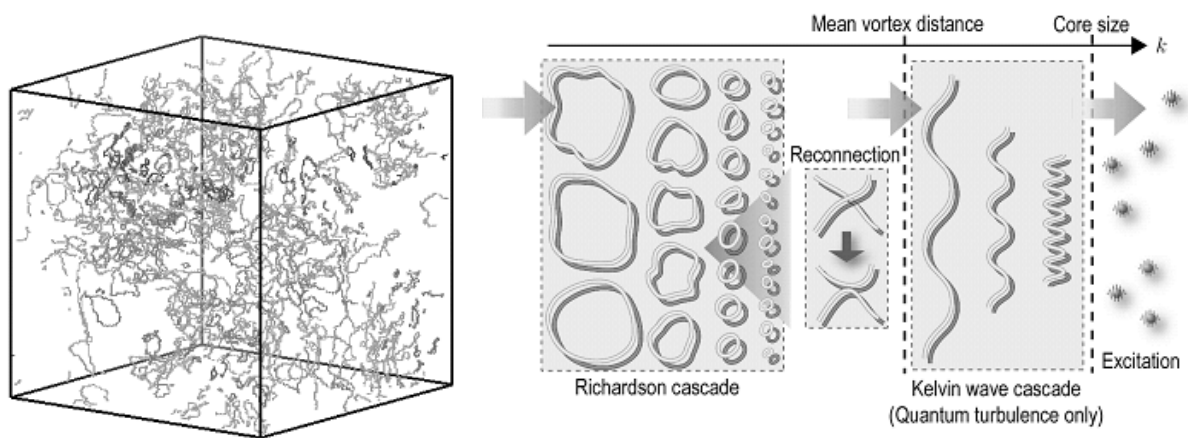 Mean vortex distance
Core size
k
Reconnection
Richardson cascade
Kelvin wave cascade
(Quantum turbulence only)
Excitation